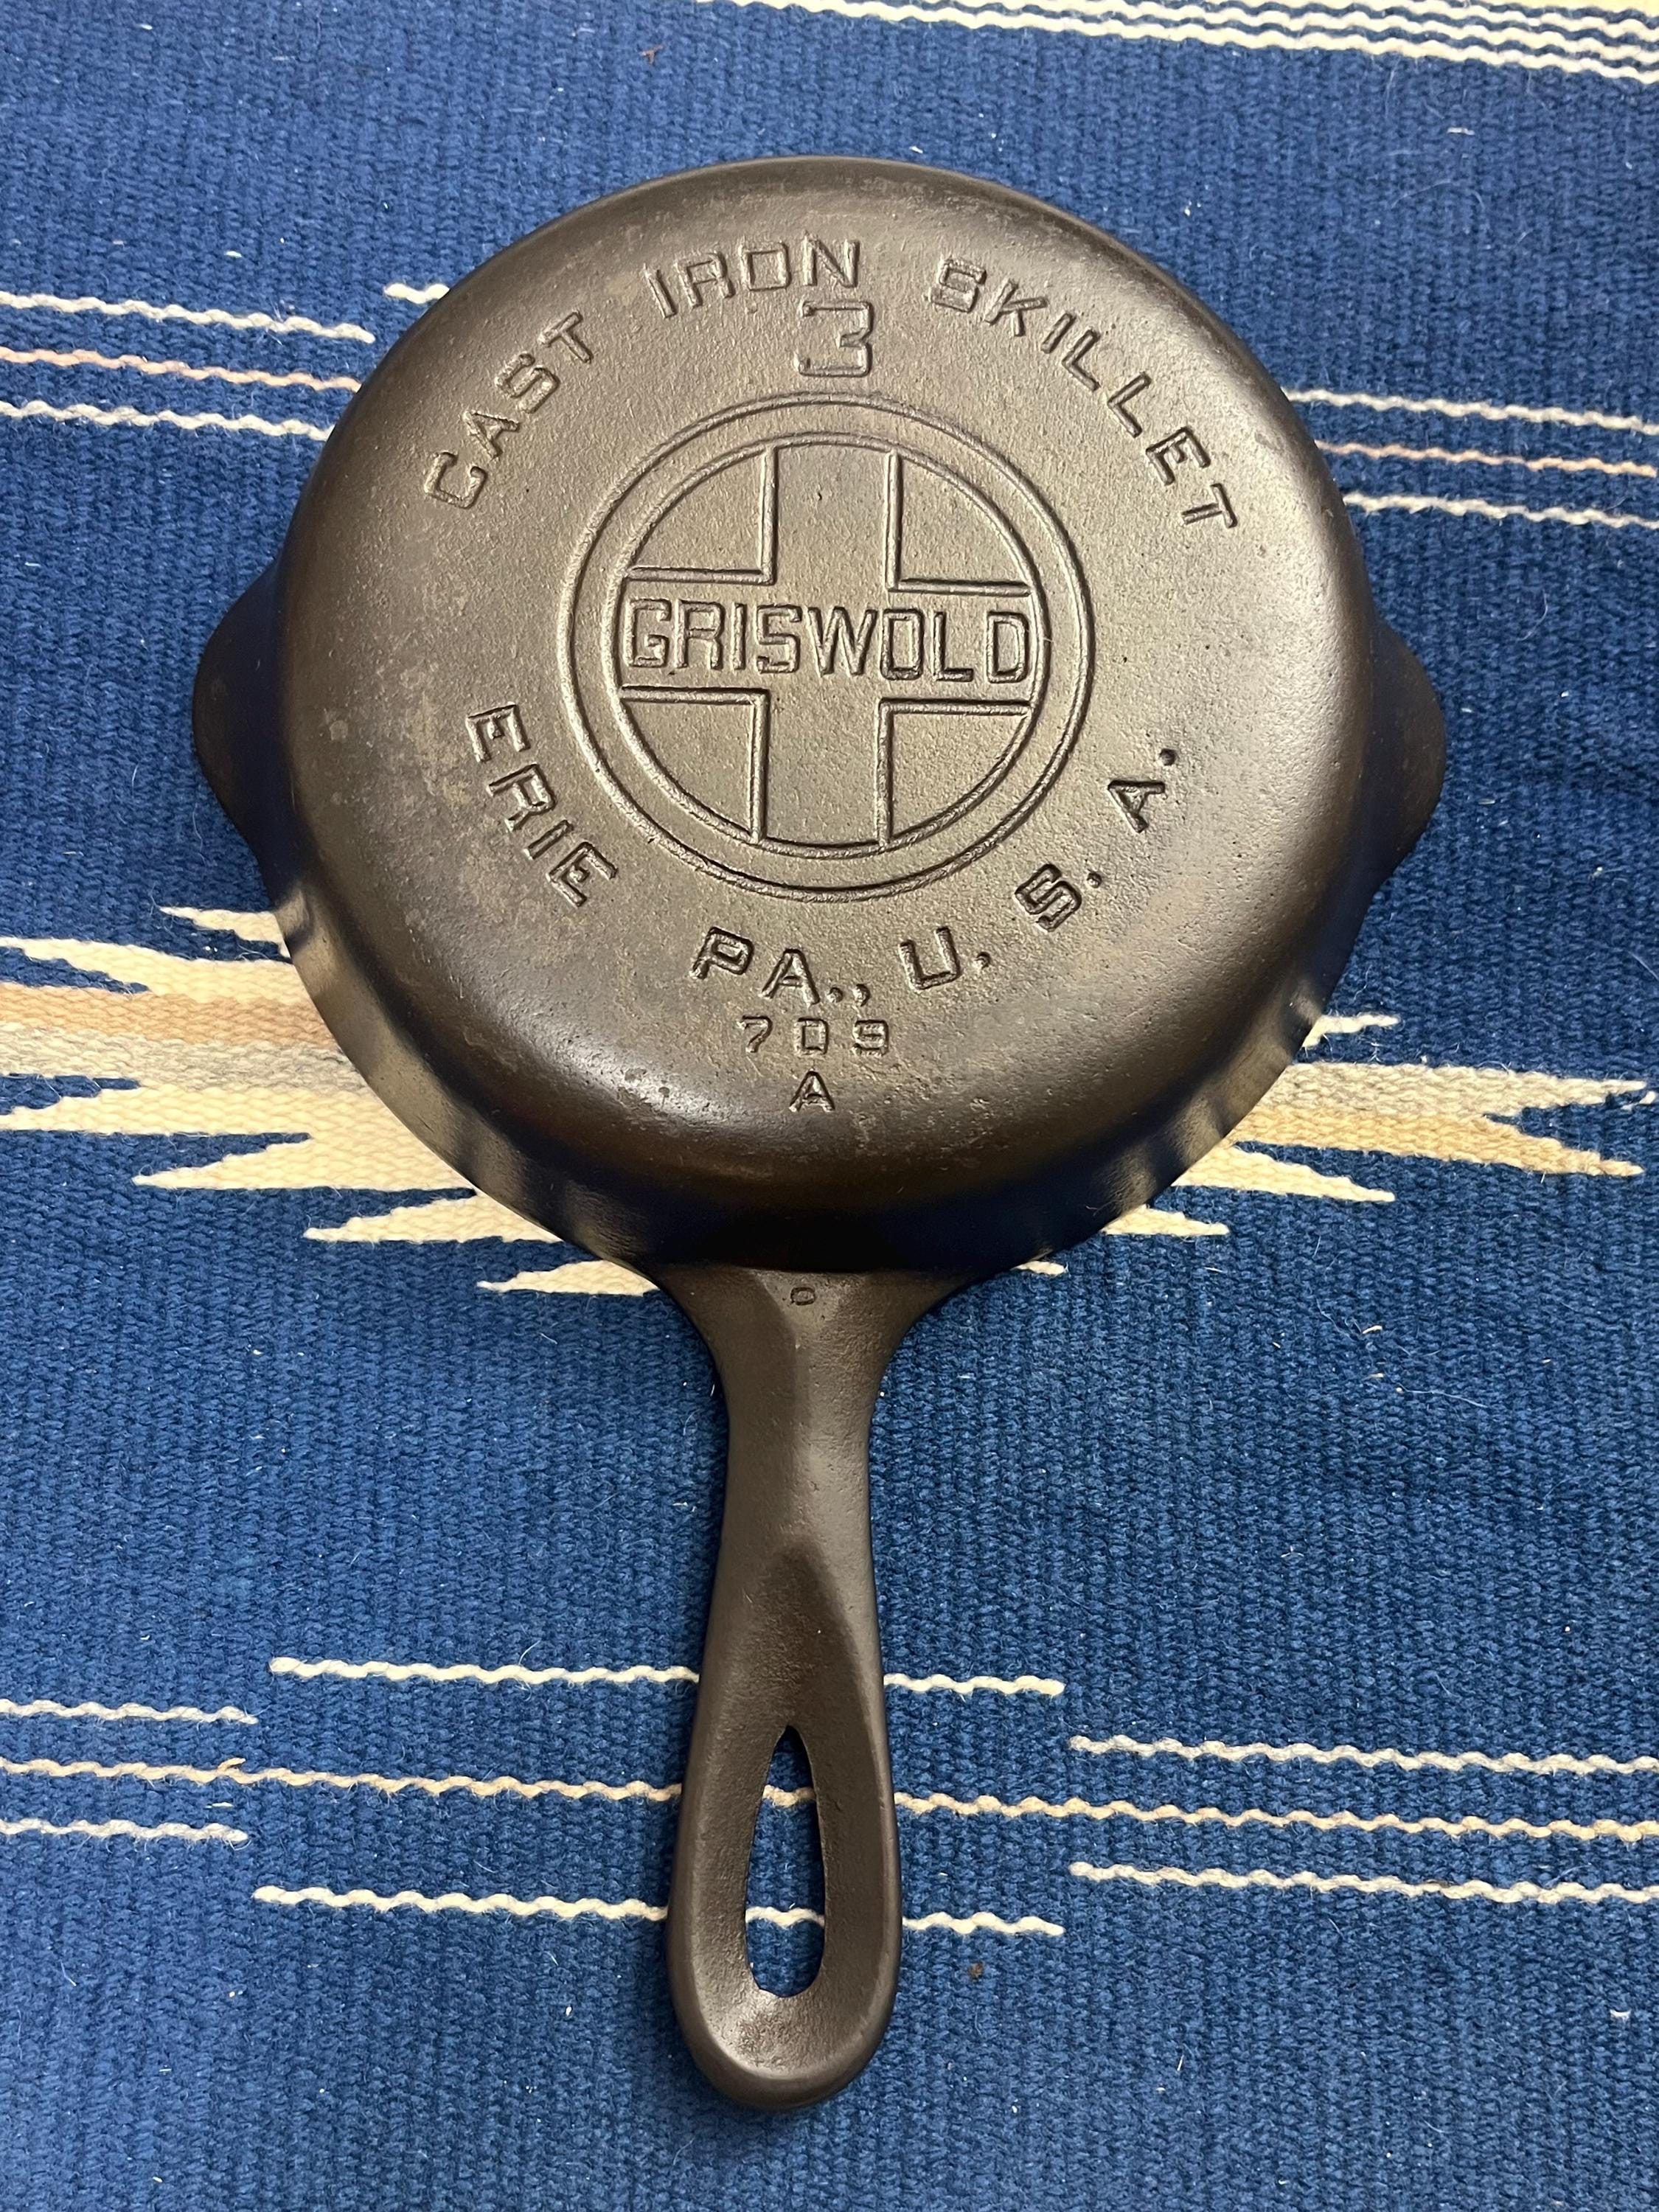 CAST IRON SKILLET
3
GRISWOLD
ERIE PA., U. S. A.
709
A